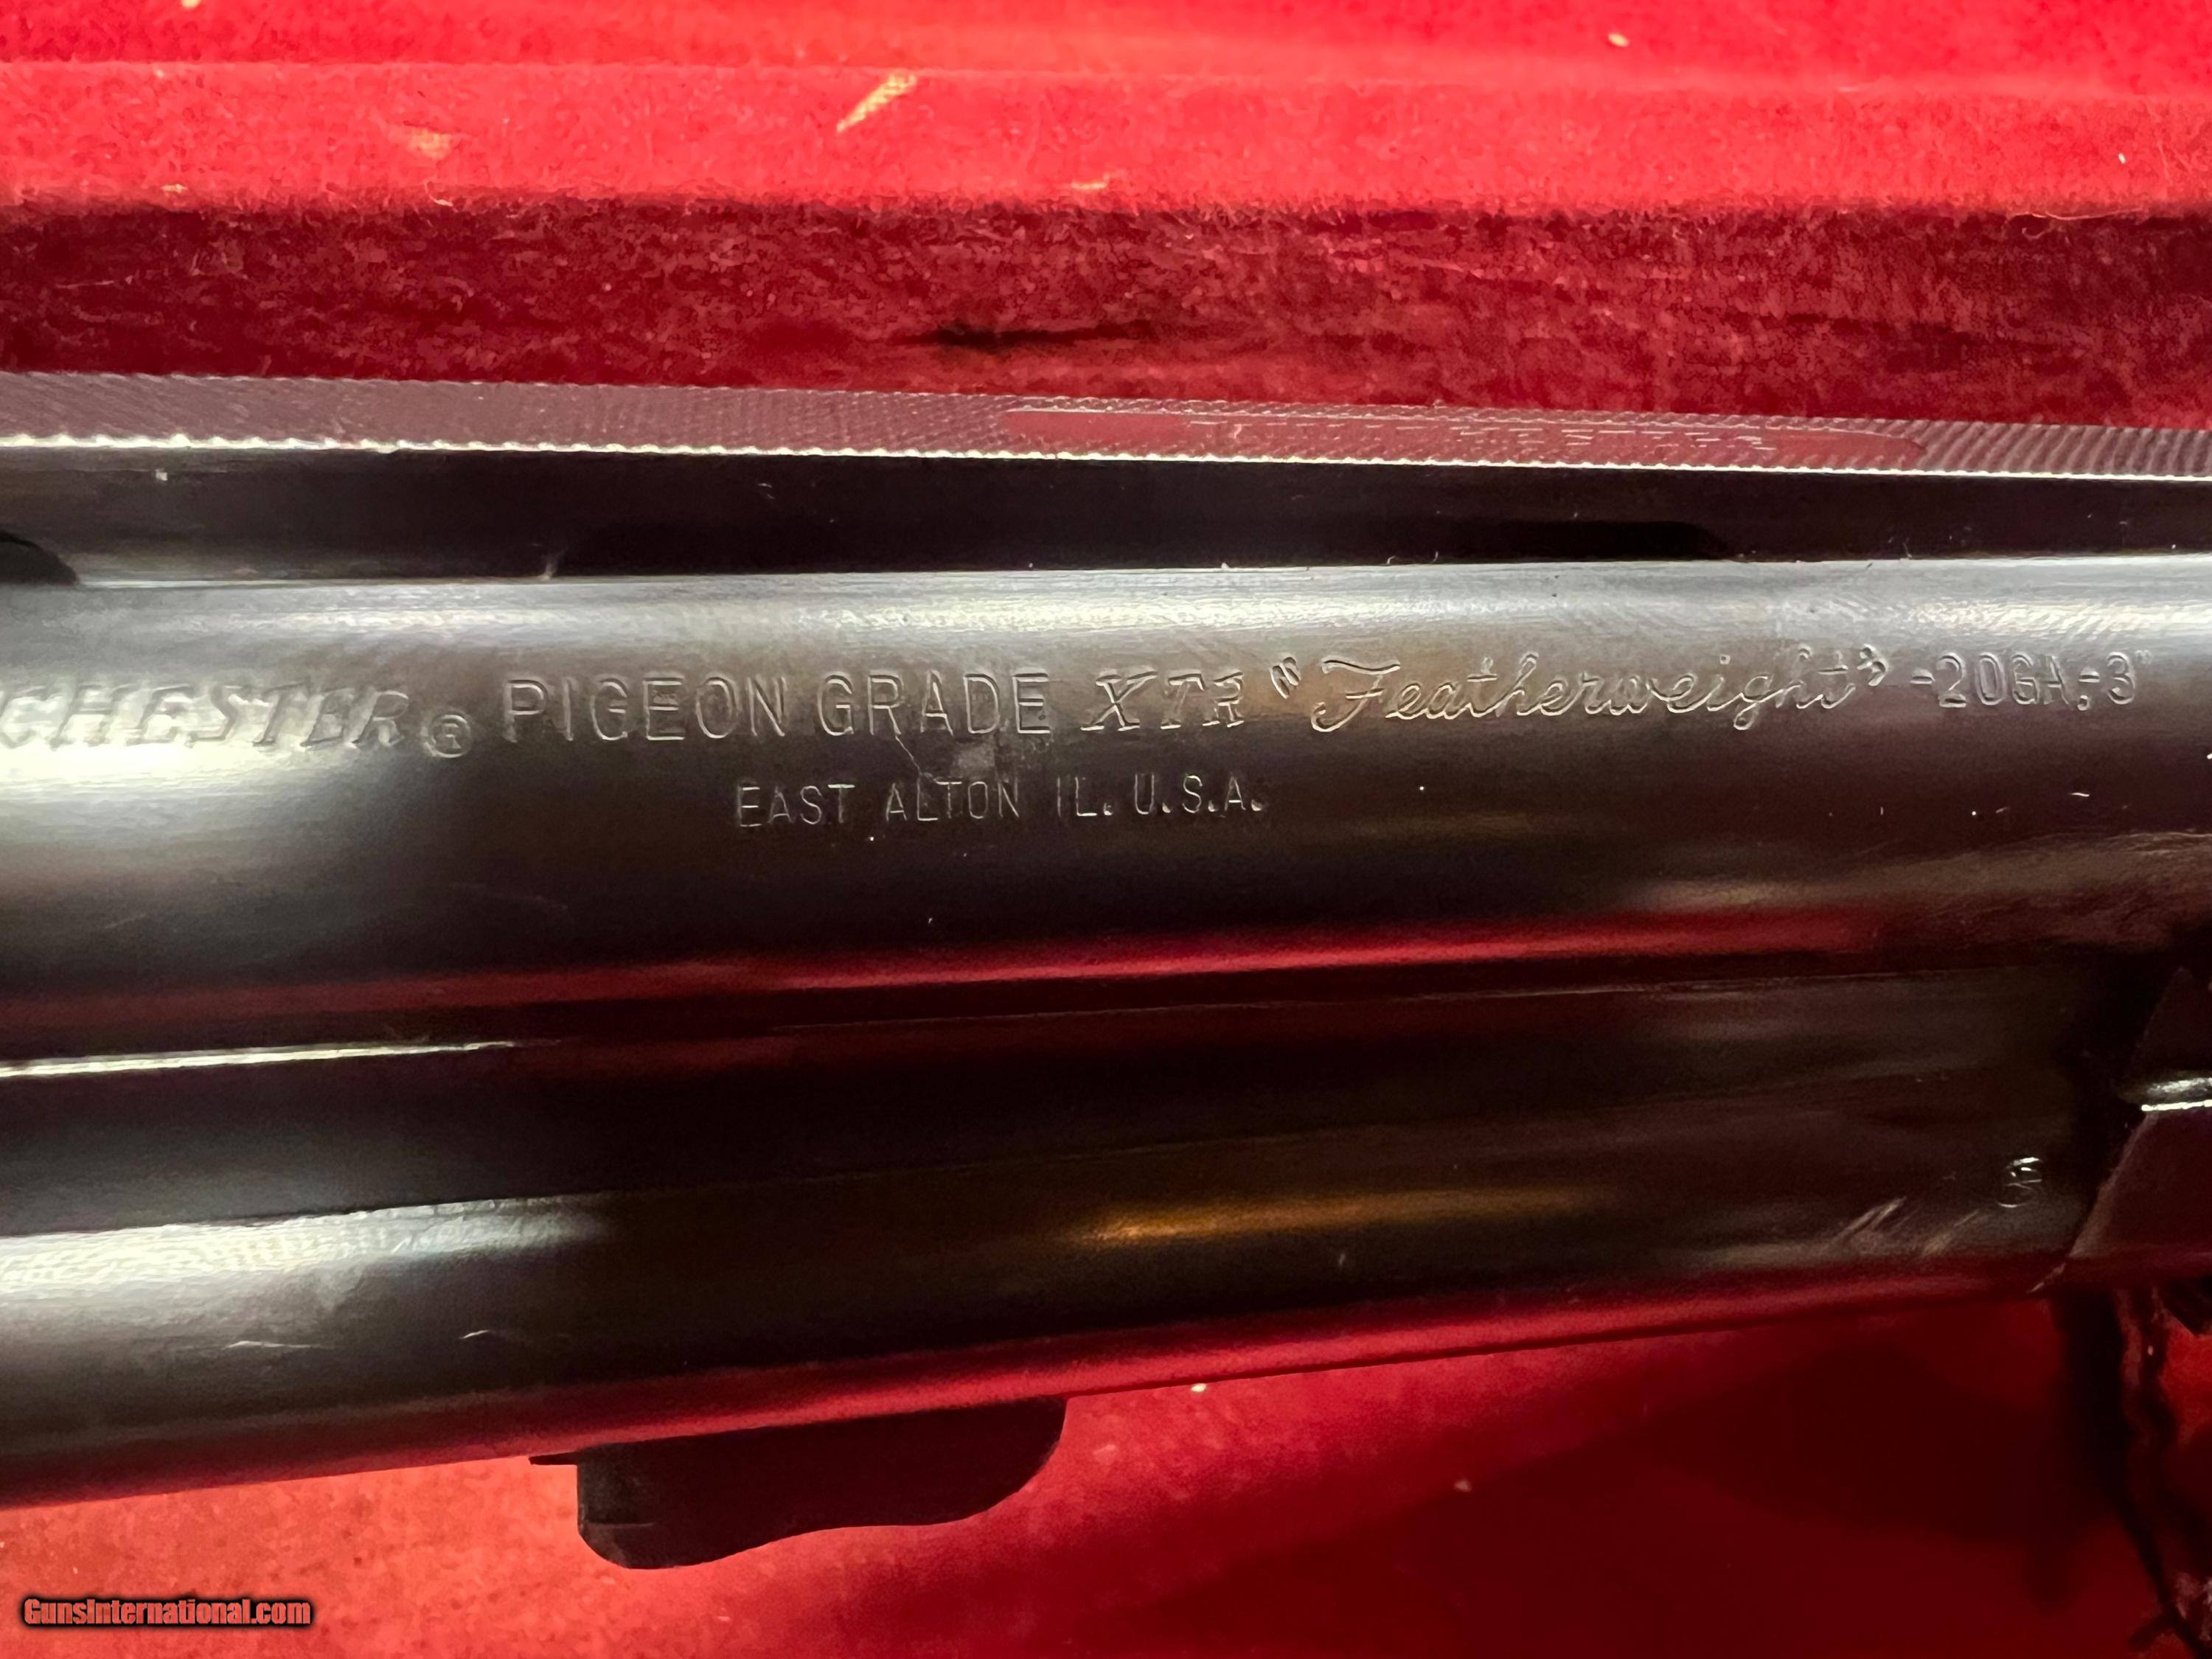 CHESTER® PIGEON GRADE XTR "Featherweight"-20GA,-3"
EAST ALTON IL. U.S.A.
GunsInternational.com